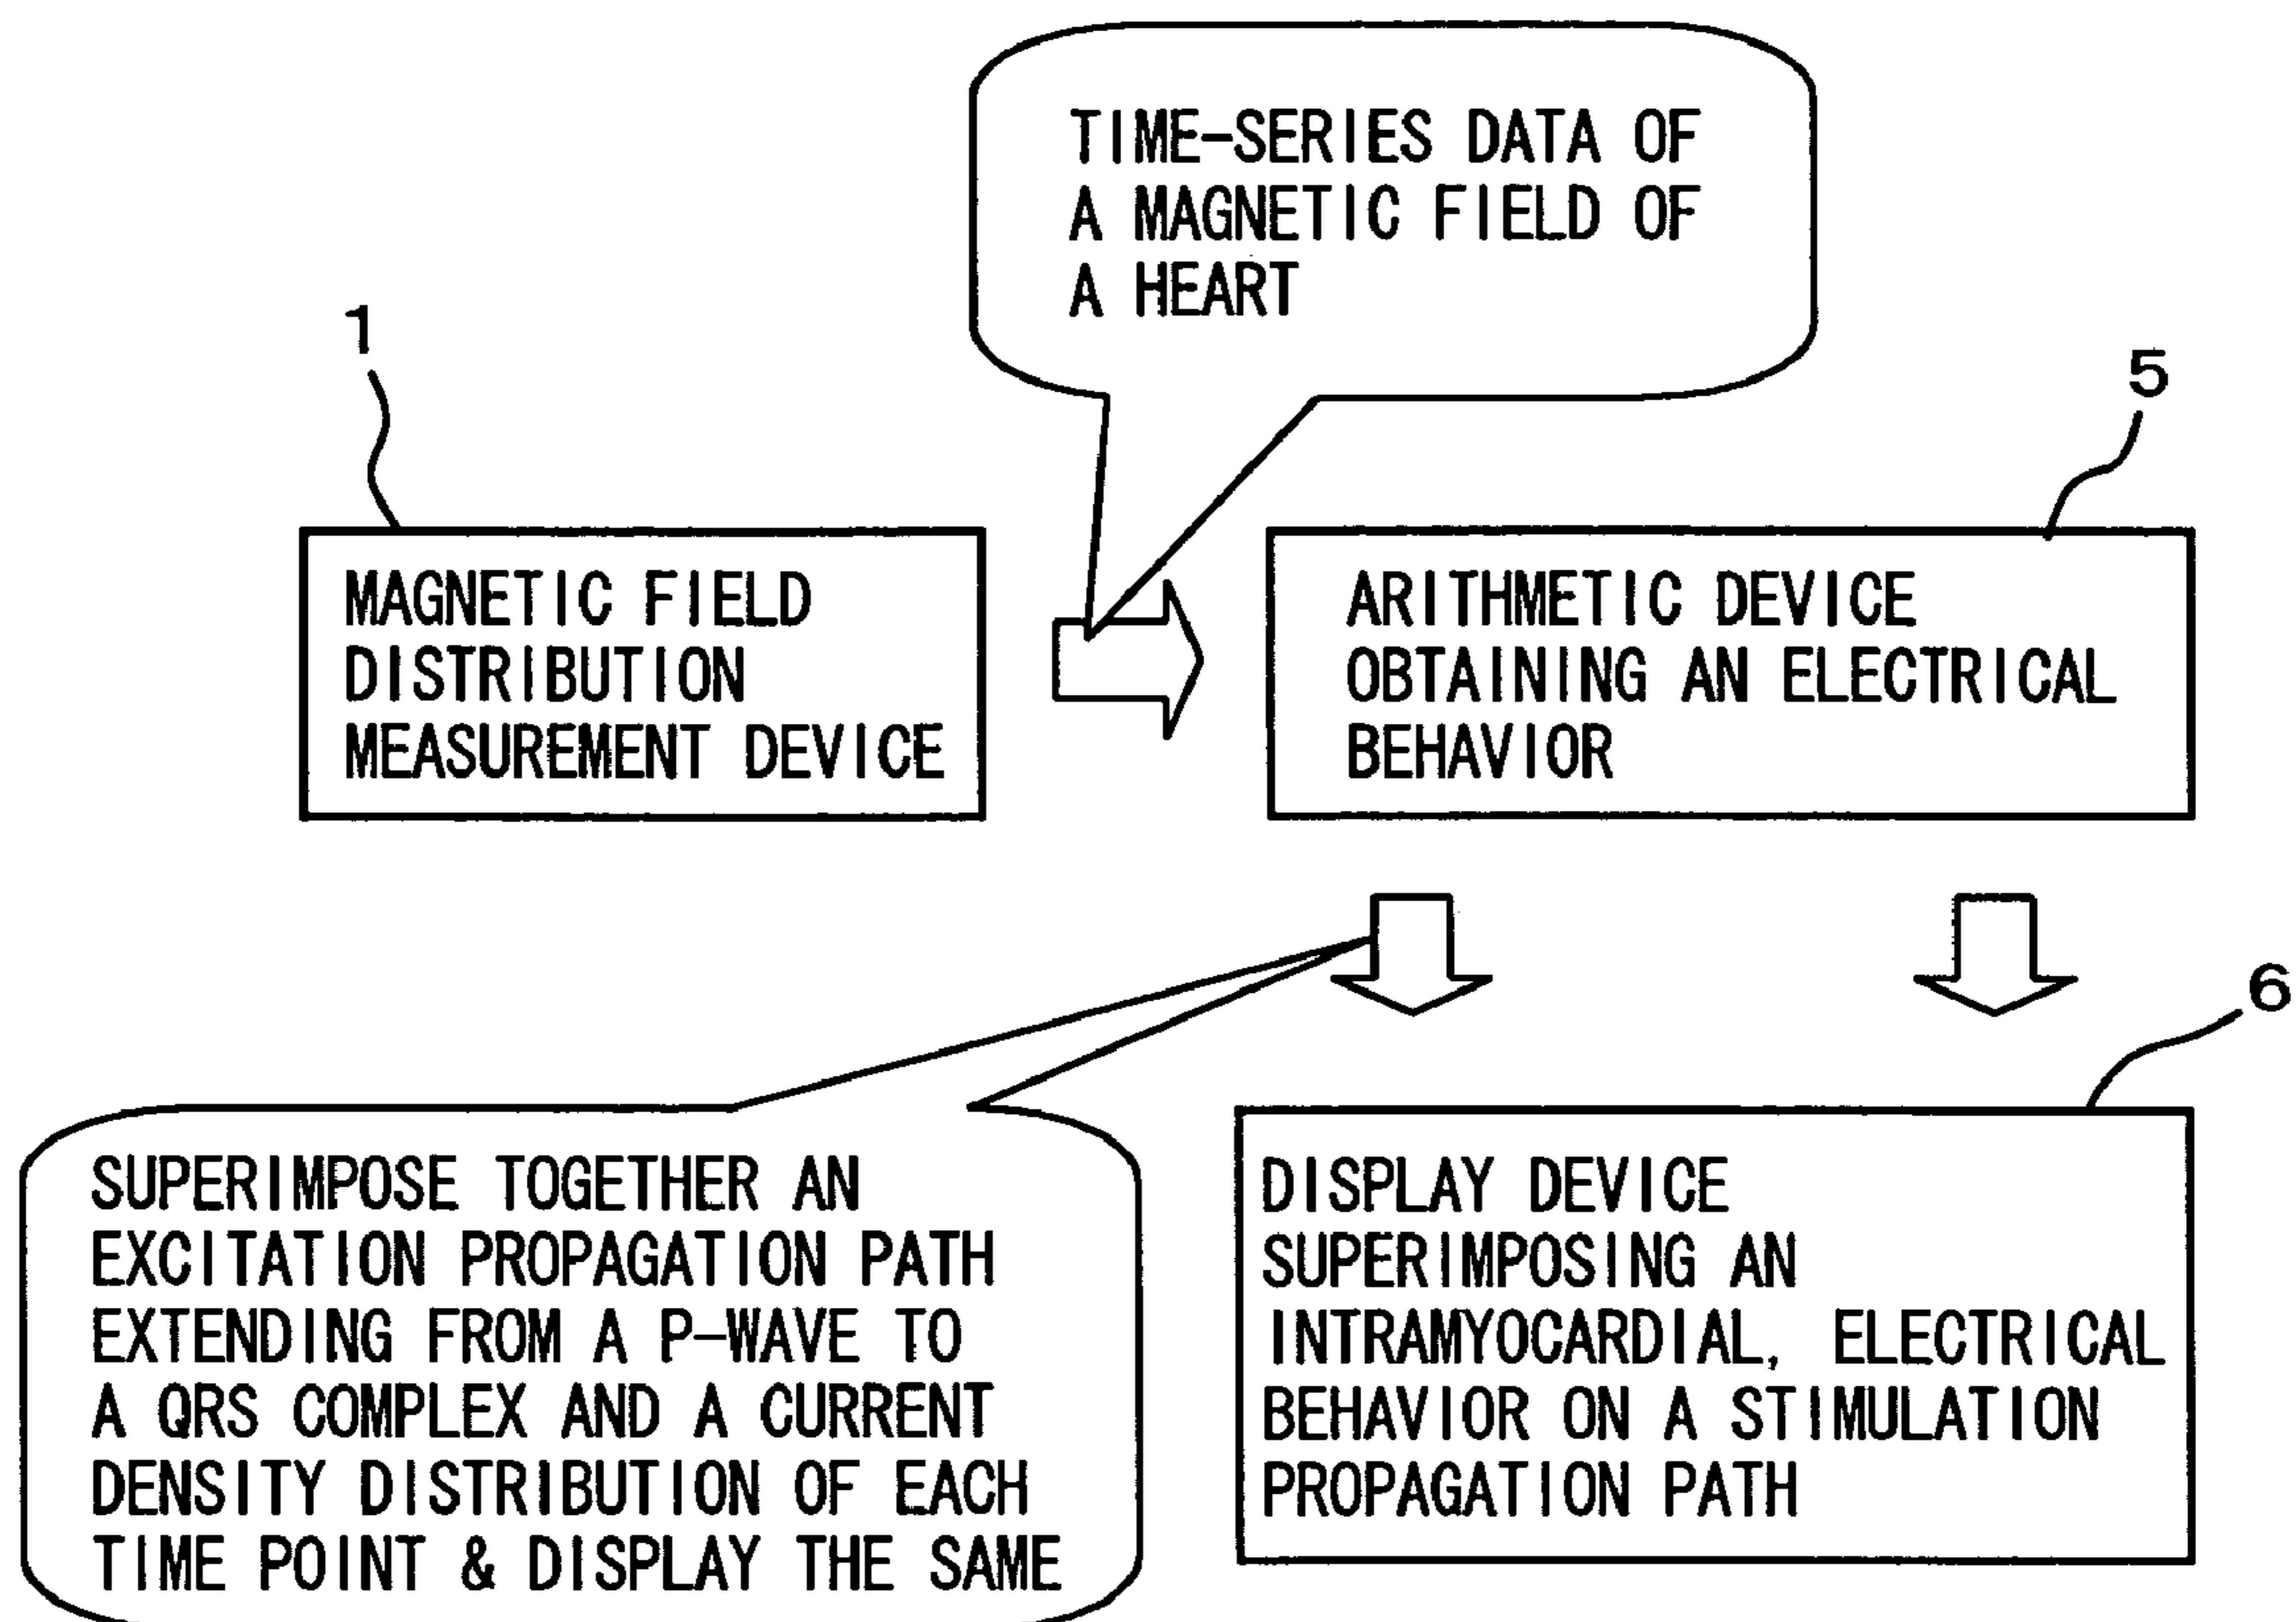 TIME-SERIES DATA OF
A MAGNETIC FIELD OF
A HEART
1
5
MAGNETIC FIELD
DISTRIBUTION
MEASUREMENT DEVICE
ARITHMETIC DEVICE
OBTAINING AN ELECTRICAL
BEHAVIOR
6
SUPERIMPOSE TOGETHER AN
EXCITATION PROPAGATION PATH
EXTENDING FROM A P-WAVE TO
A QRS COMPLEX AND A CURRENT
DENSITY DISTRIBUTION OF EACH
TIME POINT & DISPLAY THE SAME
DISPLAY DEVICE
SUPERIMPOSING AN
INTRAMYOCARDIAL, ELECTRICAL
BEHAVIOR ON A STIMULATION
PROPAGATION PATH